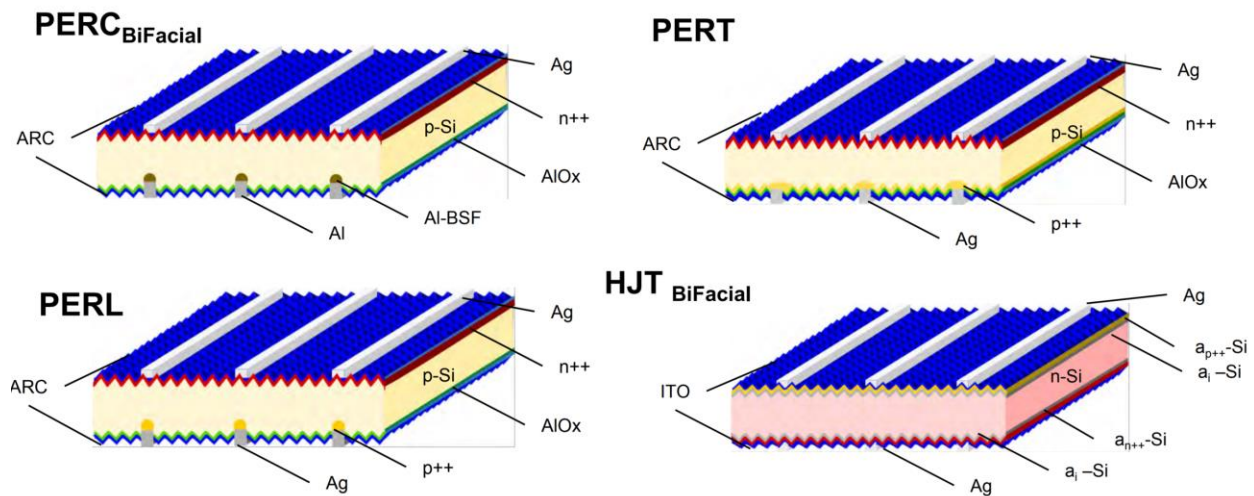 PERC BiFacial
Ag
n++
ARC
p-Si
AlOx
Al-BSF
Al
PERT
Ag
n++
ARC
p-Si
AlOx
p++
Ag
PERL
Ag
n++
ARC
p-Si
AlOx
p++
Ag
HJT BiFacial
Ag
ap++-Si
ai –Si
ITO
n-Si
an++-Si
ai –Si
Ag